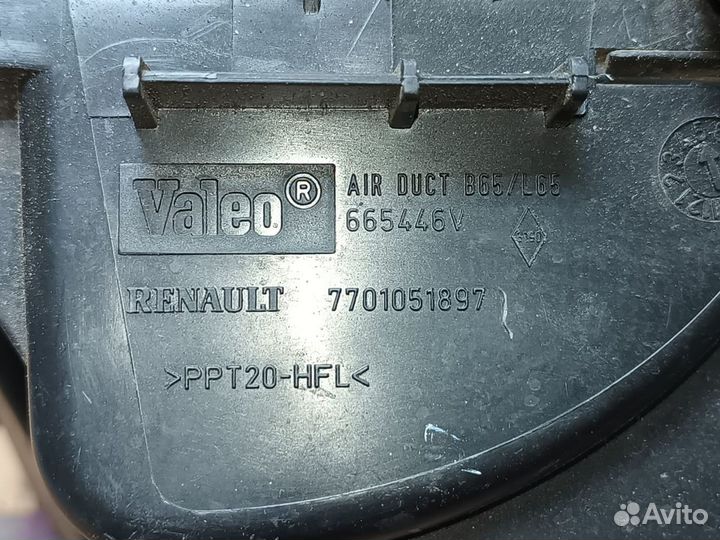 Valeo®
AIR DUCT B65/L65
665446V
RENAULT 7701051897
>PPT20-HFL<
Avito